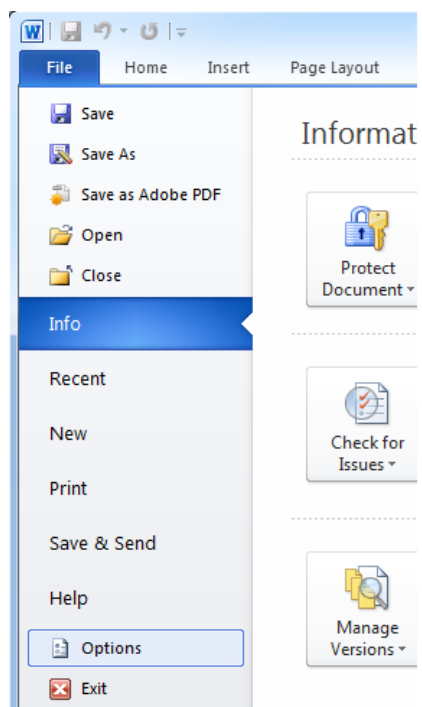 W
File Home Insert Page Layout
Save
Save As
Save as Adobe PDF
Open
Close
Info
Recent
New
Print
Save & Send
Help
Options
Exit
Informat
Protect
Document
Check for
Issues
Manage
Versions